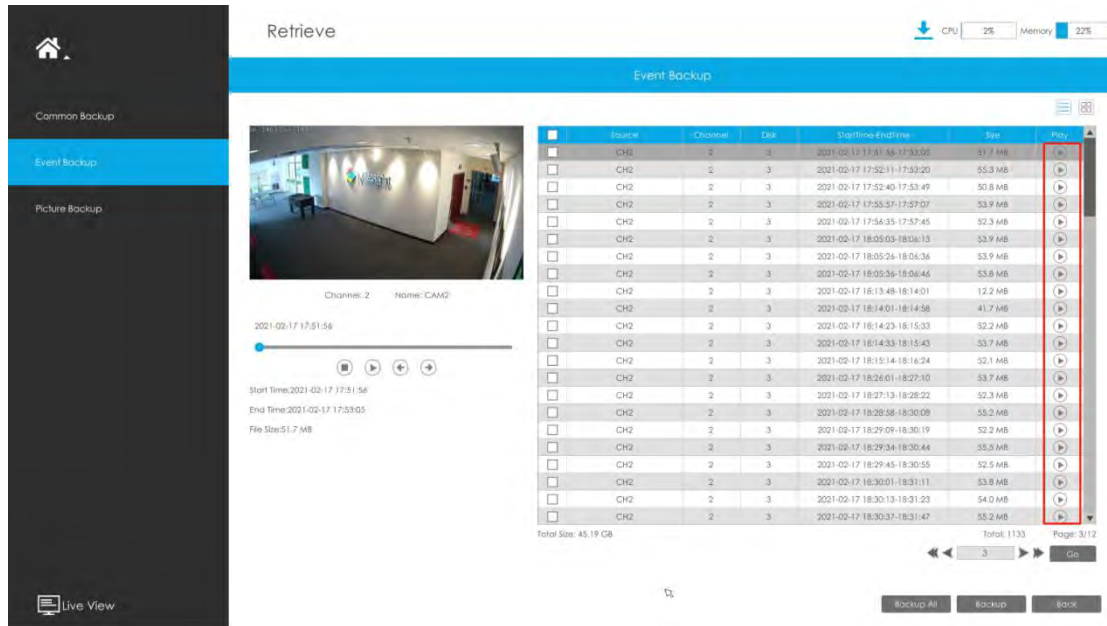 Retrieve
CPU 2% Memory 22%
Event Backup
Common Backup
Event Backup
Picture Backup
Milesight
Channel: 2 Name: CAM2
2021-02-17 17:51:56
Start Time:2021-02-17 17:51:56
End Time:2021-02-17 17:53:05
File Size:51.7 MB
Source Channel Disk StartTime-EndTime Size Play
CH2 2 3 2021-02-17 17:51:56-17:53:05 51.7 MB
CH2 2 3 2021-02-17 17:52:11-17:53:20 55.3 MB
CH2 2 3 2021-02-17 17:52:40-17:53:49 50.8 MB
CH2 2 3 2021-02-17 17:55:57-17:57:07 53.9 MB
CH2 2 3 2021-02-17 17:56:35-17:57:45 52.3 MB
CH2 2 3 2021-02-17 18:05:03-18:06:13 53.9 MB
CH2 2 3 2021-02-17 18:05:26-18:06:36 53.9 MB
CH2 2 3 2021-02-17 18:05:36-18:06:46 53.8 MB
CH2 2 3 2021-02-17 18:13:48-18:14:01 12.2 MB
CH2 2 3 2021-02-17 18:14:01-18:14:58 41.7 MB
CH2 2 3 2021-02-17 18:14:23-18:15:33 52.2 MB
CH2 2 3 2021-02-17 18:14:33-18:15:43 53.7 MB
CH2 2 3 2021-02-17 18:15:14-18:16:24 52.1 MB
CH2 2 3 2021-02-17 18:26:01-18:27:10 53.7 MB
CH2 2 3 2021-02-17 18:27:13-18:28:22 52.3 MB
CH2 2 3 2021-02-17 18:28:58-18:30:08 55.2 MB
CH2 2 3 2021-02-17 18:29:09-18:30:19 52.2 MB
CH2 2 3 2021-02-17 18:29:34-18:30:44 55.5 MB
CH2 2 3 2021-02-17 18:29:45-18:30:55 52.5 MB
CH2 2 3 2021-02-17 18:30:01-18:31:11 53.8 MB
CH2 2 3 2021-02-17 18:30:13-18:31:23 54.0 MB
CH2 2 3 2021-02-17 18:30:37-18:31:47 55.2 MB
Total Size: 45.19 GB Total: 1133 Page: 3/12
3 Go
Backup All Backup Back
Live View